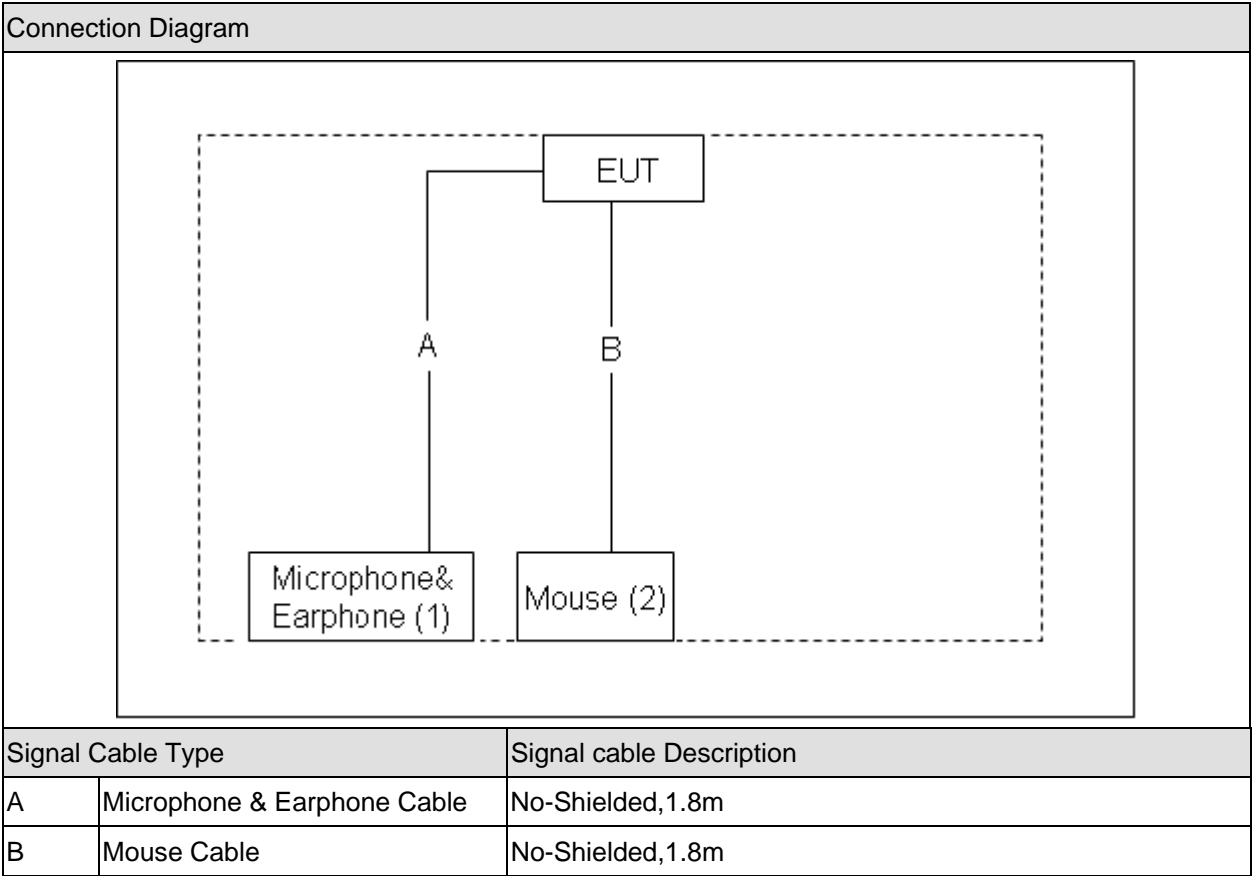 Connection Diagram
EUT
A
B
Microphone&
Earphone (1)
Mouse (2)
Signal Cable Type
Signal cable Description
A
Microphone & Earphone Cable
No-Shielded,1.8m
B
Mouse Cable
No-Shielded,1.8m